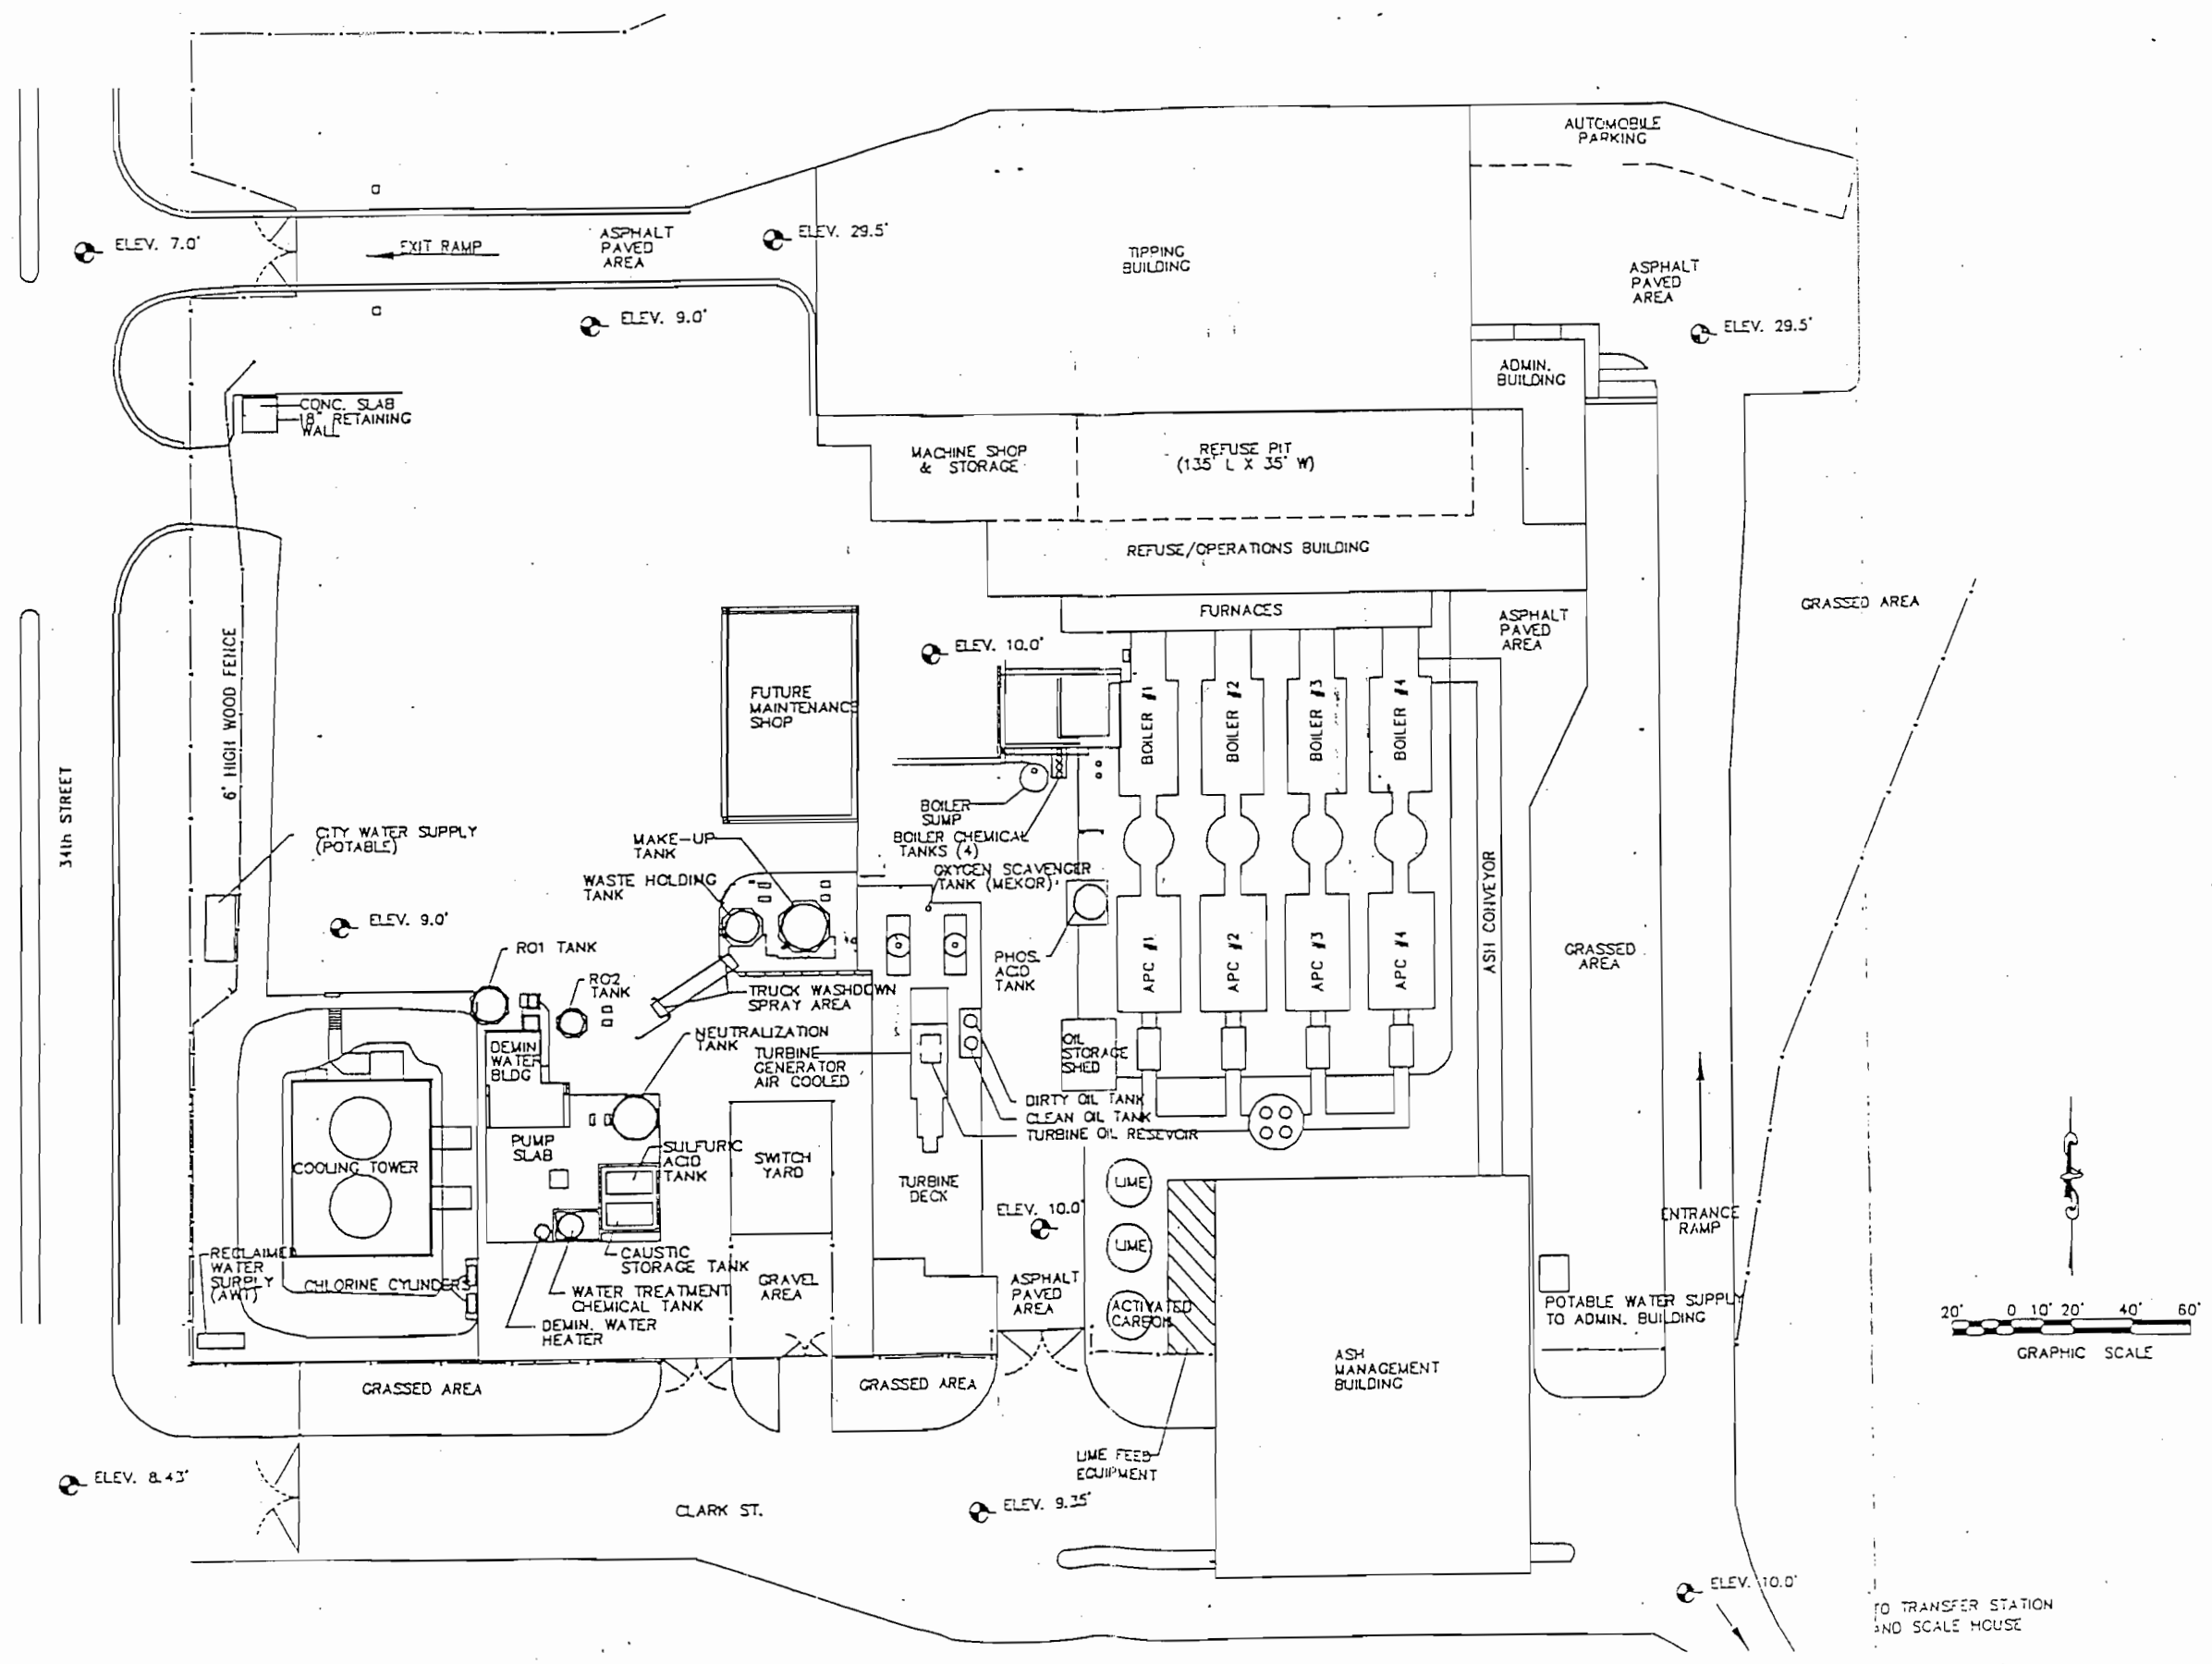 AUTOMOBILE
PARKING
ELEV. 7.0'
EXIT RAMP
ASPHALT
PAVED
AREA
ELEV. 29.5'
TIPPING
BUILDING
ASPHALT
PAVED
AREA
ELEV. 9.0'
ELEV. 29.5'
ADMIN.
BUILDING
CONC. SLAB
18" RETAINING
WALL
MACHINE SHOP
& STORAGE
REFUSE PIT
(135' L X 35' W)
REFUSE/OPERATIONS BUILDING
FURNACES
ASPHALT
PAVED
AREA
GRASSED AREA
ELEV. 10.0'
6' HIGH WOOD FENCE
FUTURE
MAINTENANCE
SHOP
BOILER #1
BOILER #2
BOILER #3
BOILER #4
34th STREET
CITY WATER SUPPLY
(POTABLE)
MAKE-UP
TANK
BOILER
SUMP
BOILER CHEMICAL
TANKS (4)
OXYGEN SCAVENGER
TANK (MEKOR)
WASTE HOLDING
TANK
ELEV. 9.0'
RO1 TANK
RO2
TANK
TRUCK WASHDOWN
SPRAY AREA
PHOS.
ACID
TANK
APC #1
APC #2
APC #3
APC #4
ASH CONVEYOR
GRASSED
AREA
NEUTRALIZATION
TANK
DEMIN
WATER
BLDG
TURBINE
GENERATOR
AIR COOLED
OIL
STORAGE
SHED
DIRTY OIL TANK
CLEAN OIL TANK
TURBINE OIL RESEVOIR
PUMP
SLAB
SULFURIC
ACID
TANK
SWITCH
YARD
COOLING TOWER
TURBINE
DECK
LIME
ELEV. 10.0'
LIME
ENTRANCE
RAMP
RECLAIMED
WATER
SUPPLY
(AWT)
CHLORINE CYLINDERS
CAUSTIC
STORAGE TANK
WATER TREATMENT
CHEMICAL TANK
DEMIN. WATER
HEATER
GRAVEL
AREA
ASPHALT
PAVED
AREA
ACTIVATED
CARBON
POTABLE WATER SUPPLY
TO ADMIN. BUILDING
20' 0 10' 20' 40' 60'
GRAPHIC SCALE
ASH
MANAGEMENT
BUILDING
GRASSED AREA
GRASSED AREA
LIME FEED
EQUIPMENT
ELEV. 8.43'
CLARK ST.
ELEV. 9.35'
ELEV. 10.0'
TO TRANSFER STATION
AND SCALE HOUSE